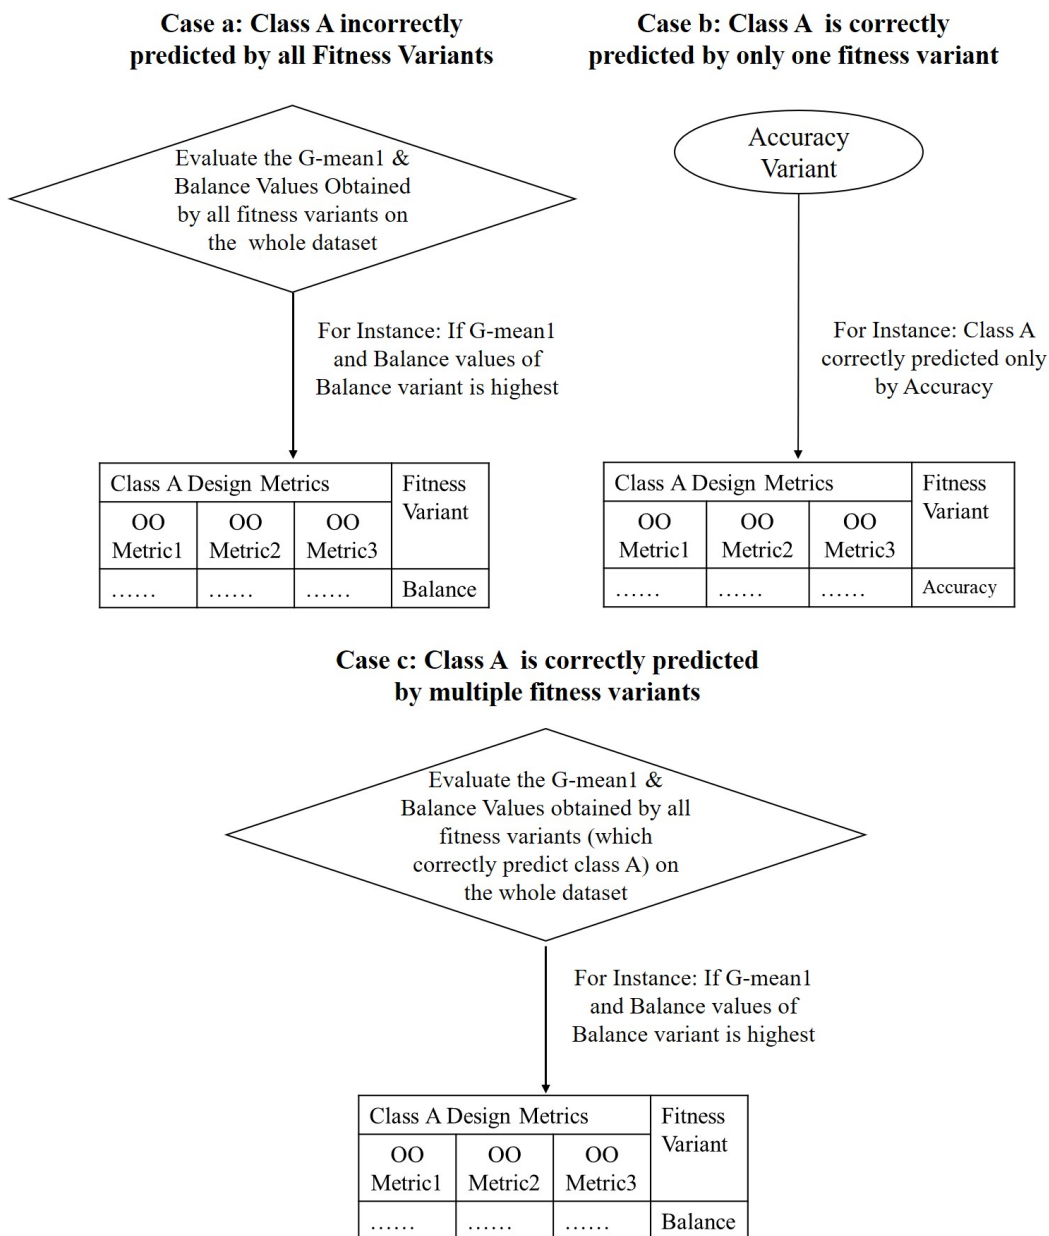 Case a: Class A incorrectly
predicted by all Fitness Variants
Evaluate the G-mean1 &
Balance Values Obtained
by all fitness variants on
the whole dataset
For Instance: If G-mean1
and Balance values of
Balance variant is highest
Class A Design Metrics
Fitness
Variant
OO
Metric1
OO
Metric2
OO
Metric3
……
……
……
Balance
Case b: Class A is correctly
predicted by only one fitness variant
Accuracy
Variant
For Instance: Class A
correctly predicted only
by Accuracy
Class A Design Metrics
Fitness
Variant
OO
Metric1
OO
Metric2
OO
Metric3
……
……
……
Accuracy
Case c: Class A is correctly predicted
by multiple fitness variants
Evaluate the G-mean1 &
Balance Values obtained by all
fitness variants (which
correctly predict class A) on
the whole dataset
For Instance: If G-mean1
and Balance values of
Balance variant is highest
Class A Design Metrics
Fitness
Variant
OO
Metric1
OO
Metric2
OO
Metric3
……
……
……
Balance